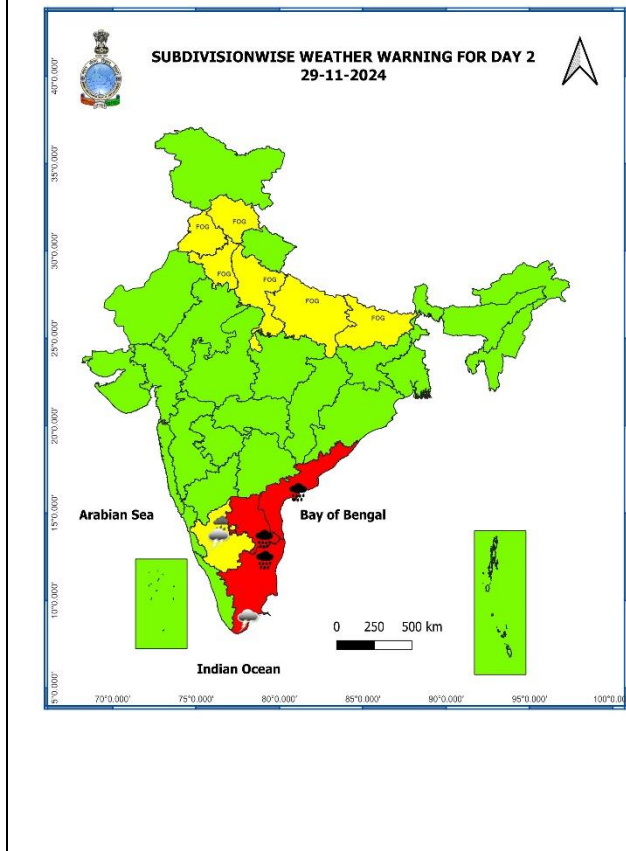 SUBDIVISIONWISE WEATHER WARNING FOR DAY 2
29-11-2024
40°0.000'
35°0.000'
30°0.000'
25°0.000'
20°0.000'
15°0.000'
10°0.000'
5°0.000'
FOG
FOG
FOG
FOG
FOG
FOG
Arabian Sea
Bay of Bengal
0 250 500 km
Indian Ocean
70°0.000' 75°0.000' 80°0.000' 85°0.000' 90°0.000' 95°0.000' 100°0.0